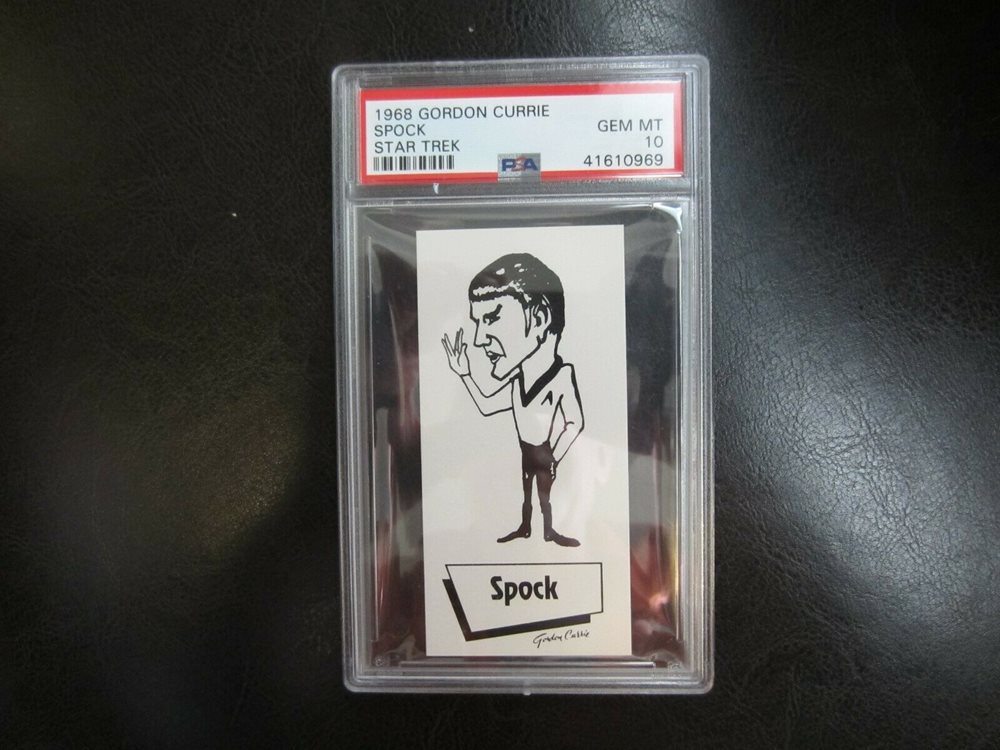 1968 GORDON CURRIE
SPOCK
GEM MT
STAR TREK
10
PSA
41610969
Spock
Gordon Currie